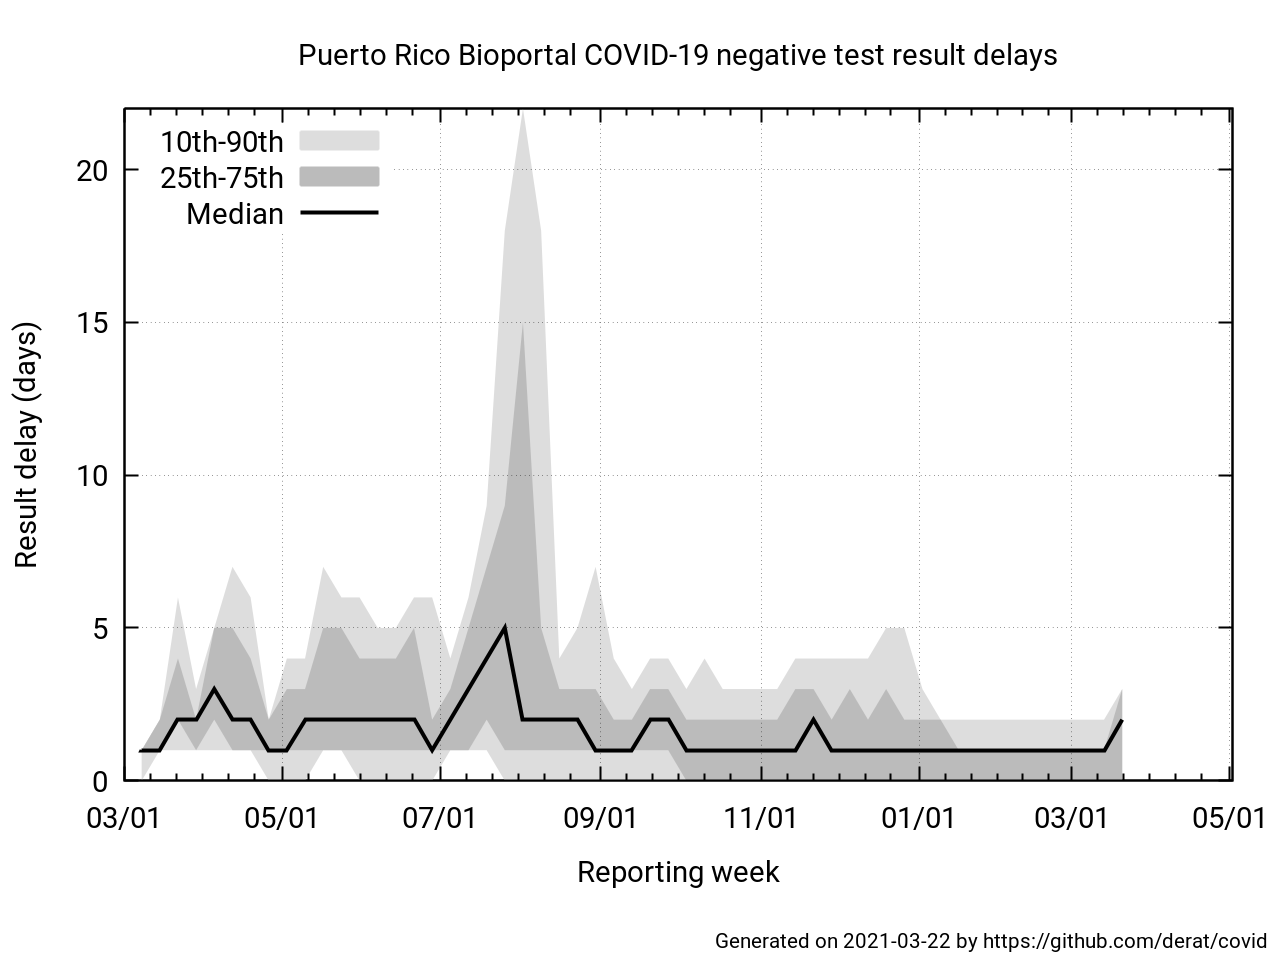 Puerto Rico Bioportal COVID-19 negative test result delays
10th-90th
25th-75th
Median
20
15
10
5
0
Result delay (days)
03/01 05/01 07/01 09/01 11/01 01/01 03/01 05/01
Reporting week
Generated on 2021-03-22 by https://github.com/derat/covid